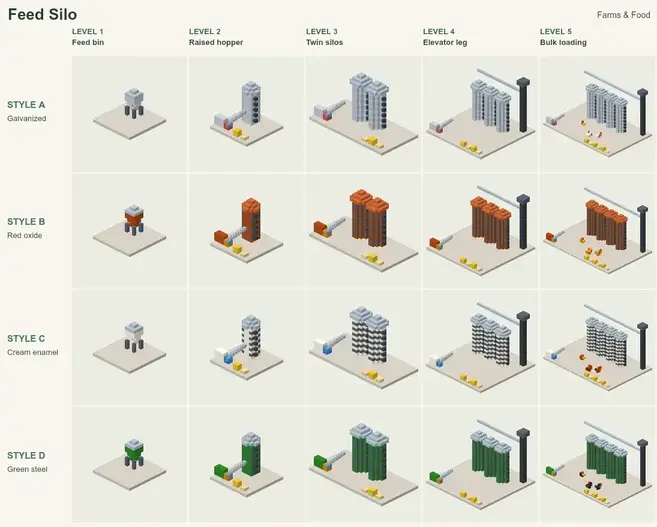 Feed Silo
Farms & Food
LEVEL 1
Feed bin
LEVEL 2
Raised hopper
LEVEL 3
Twin silos
LEVEL 4
Elevator leg
LEVEL 5
Bulk loading
STYLE A
Galvanized
STYLE B
Red oxide
STYLE C
Cream enamel
STYLE D
Green steel